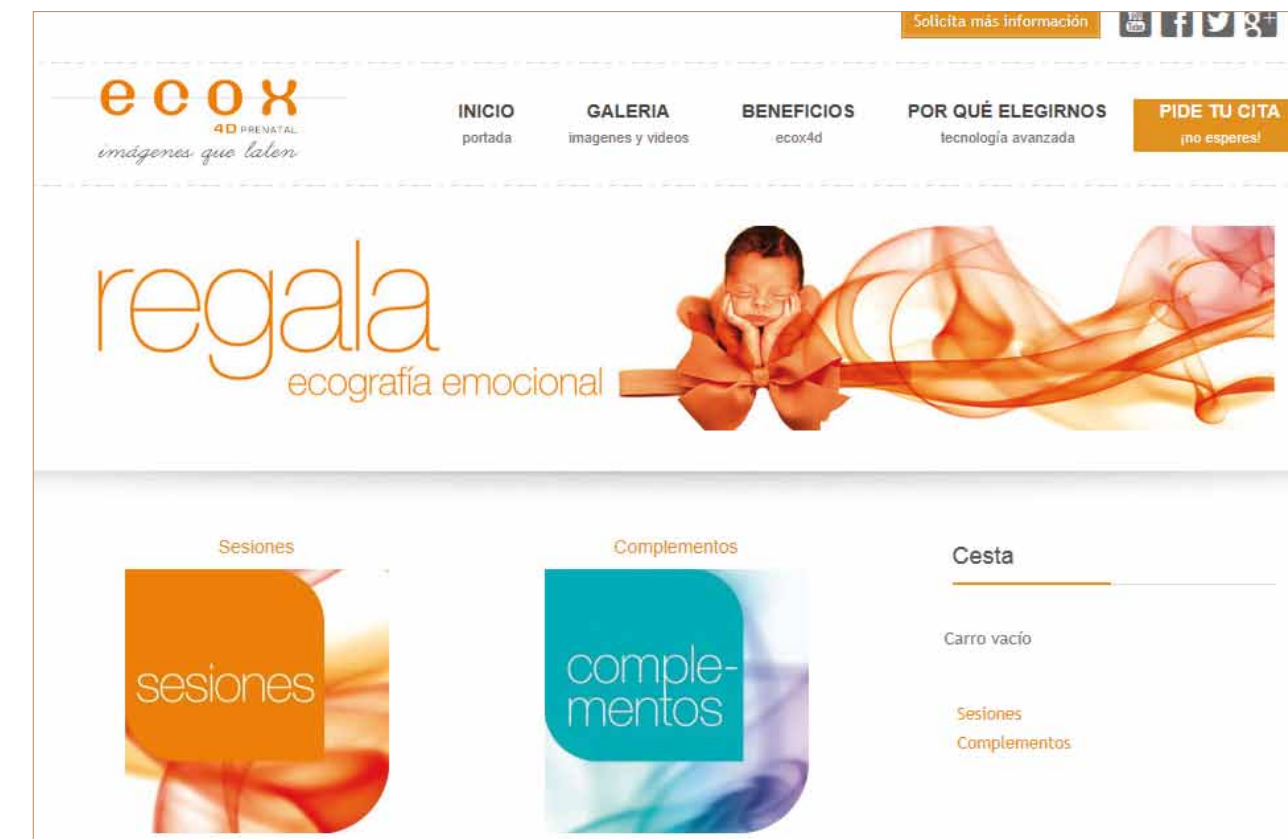 Solicita más información
You
Tube
ecox
4D PRENATAL
imágenes que laten
INICIO
portada
GALERIA
imagenes y videos
BENEFICIOS
ecox4d
POR QUÉ ELEGIRNOS
tecnología avanzada
PIDE TU CITA
¡no esperes!
regala
ecografía emocional
Sesiones
sesiones
Complementos
comple-
mentos
Cesta
Carro vacío
Sesiones
Complementos